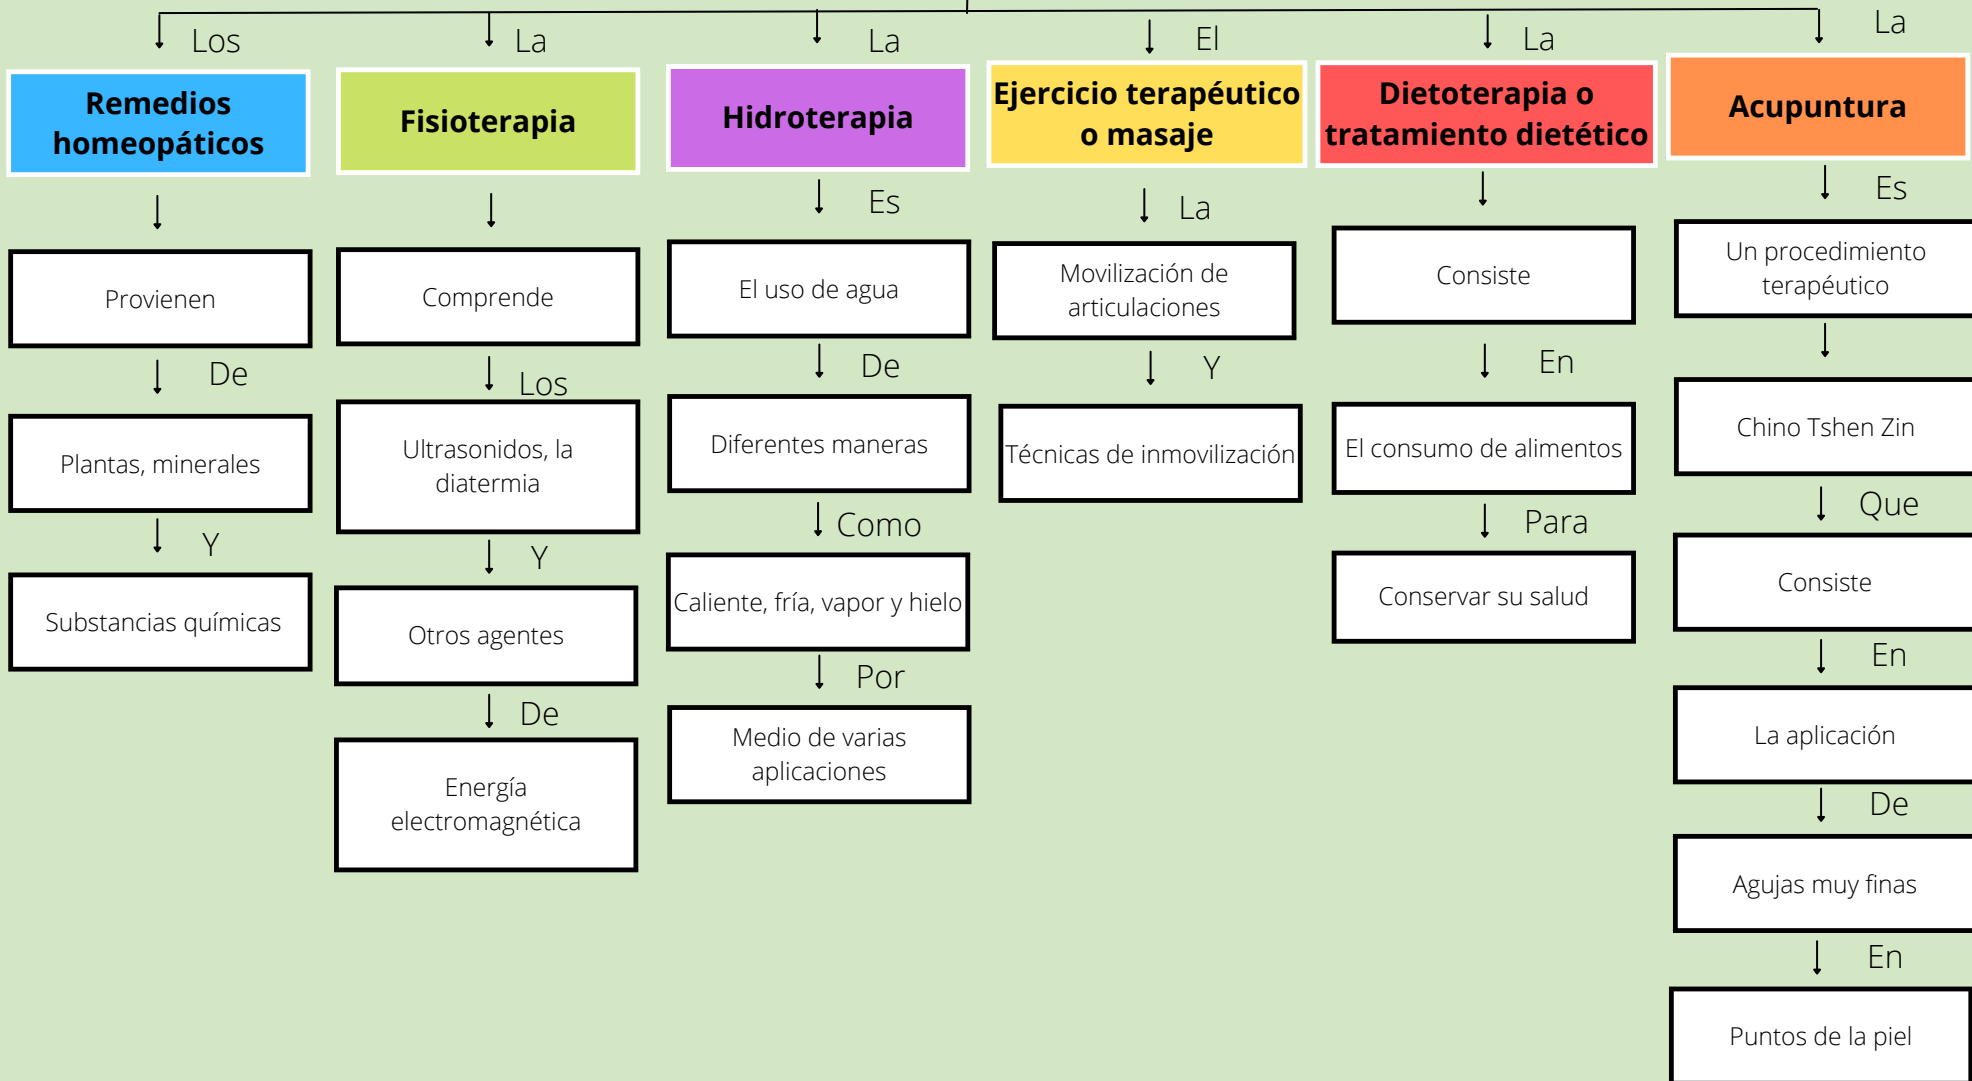 Los
Remedios
homeopáticos
Provienen
De
Plantas, minerales
Y
Substancias químicas
La
Fisioterapia
Comprende
Los
Ultrasonidos, la
diatermia
Y
Otros agentes
De
Energía
electromagnética
La
Hidroterapia
Es
El uso de agua
De
Diferentes maneras
Como
Caliente, fría, vapor y hielo
Por
Medio de varias
aplicaciones
El
Ejercicio terapéutico
o masaje
La
Movilización de
articulaciones
Y
Técnicas de inmovilización
La
Dietoterapia o
tratamiento dietético
Consiste
En
El consumo de alimentos
Para
Conservar su salud
La
Acupuntura
Es
Un procedimiento
terapéutico
Chino Tshen Zin
Que
Consiste
En
La aplicación
De
Agujas muy finas
En
Puntos de la piel